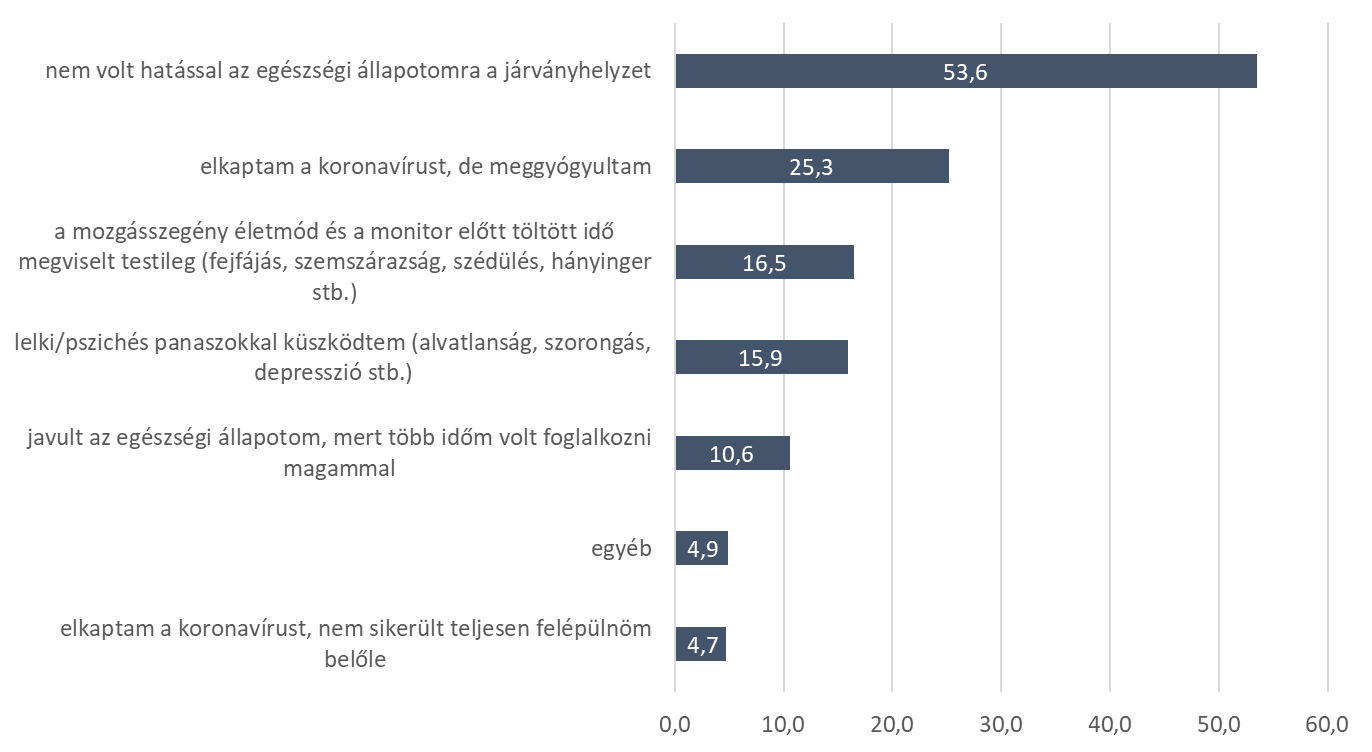 nem volt hatással az egészségi állapotomra a járványhelyzet
53,6
elkaptam a koronavírust, de meggyógyultam
25,3
a mozgásszegény életmód és a monitor előtt töltött idő
megviselt testileg (fejfájás, szemszárazság, szédülés, hányinger
stb.)
16,5
lelki/pszichés panaszokkal küszködtem (alvatlanság, szorongás,
depresszió stb.)
15,9
javult az egészségi állapotom, mert több időm volt foglalkozni
magammal
10,6
egyéb
4,9
elkaptam a koronavírust, nem sikerült teljesen felépülnöm
belőle
4,7
0,0 10,0 20,0 30,0 40,0 50,0 60,0